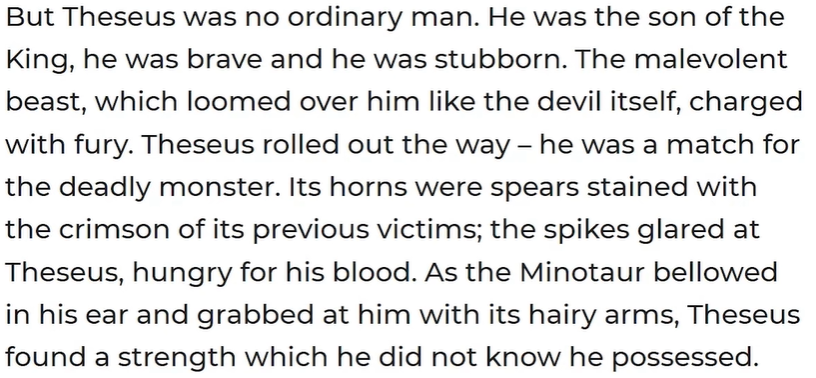 But Theseus was no ordinary man. He was the son of the
King, he was brave and he was stubborn. The malevolent
beast, which loomed over him like the devil itself, charged
with fury. Theseus rolled out the way – he was a match for
the deadly monster. Its horns were spears stained with
the crimson of its previous victims; the spikes glared at
Theseus, hungry for his blood. As the Minotaur bellowed
in his ear and grabbed at him with its hairy arms, Theseus
found a strength which he did not know he possessed.